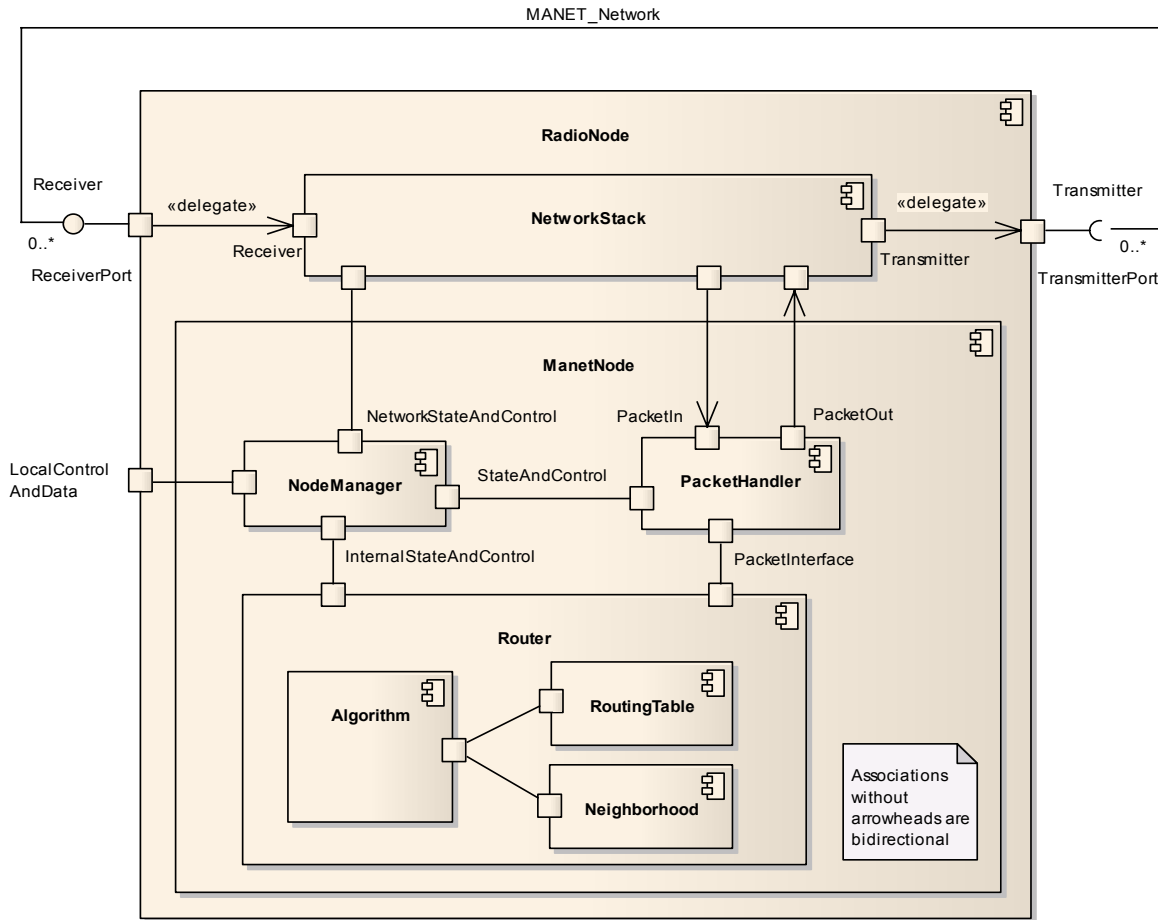 MANET_Network
RadioNode
Receiver
«delegate»
NetworkStack
«delegate»
Transmitter
0..*
Receiver
Transmitter
0..*
ReceiverPort
TransmitterPort
ManetNode
NetworkStateAndControl
PacketIn
PacketOut
LocalControl
AndData
NodeManager
StateAndControl
PacketHandler
InternalStateAndControl
PacketInterface
Router
Algorithm
RoutingTable
Neighborhood
Associations
without
arrowheads are
bidirectional